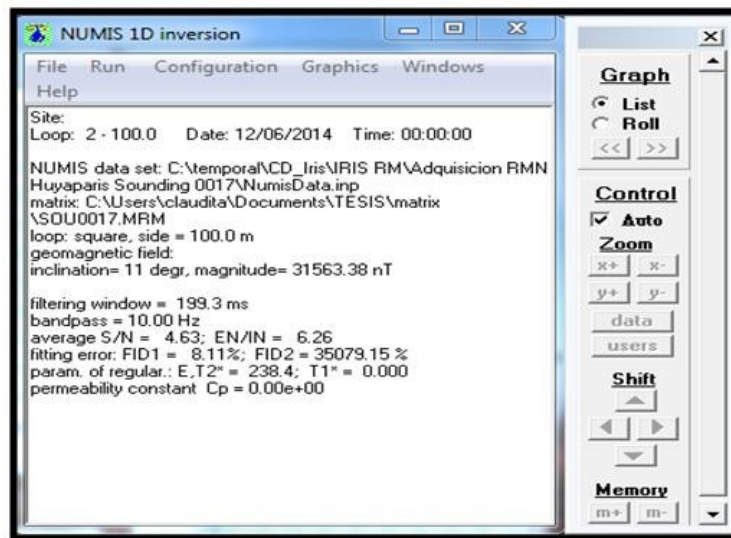 NUMIS 1D inversion
File Run Configuration Graphics Windows
Help
Site:
Loop: 2 - 100.0 Date: 12/06/2014 Time: 00:00:00
NUMIS data set: C:\temporal\CD_Iris\IRIS RM\Adquisicion RMN
Huyaparis Sounding 0017\NumisData.inp
matrix: C:\Users\claudita\Documents\TESIS\matrix
\SOU0017.MRM
loop: square, side = 100.0 m
geomagnetic field:
inclination= 11 degr, magnitude= 31563.38 nT
filtering window = 199.3 ms
bandpass = 10.00 Hz
average S/N = 4.63; EN/IN = 6.26
fitting error: FID1 = 8.11%; FID2 = 35079.15 %
param. of regular.: E,T2* = 238.4; T1* = 0.000
permeability constant Cp = 0.00e+00
Graph
List
Roll
<< >>
Control
Auto
Zoom
x+ x-
y+ y-
data
users
Shift
Memory
m+ m-